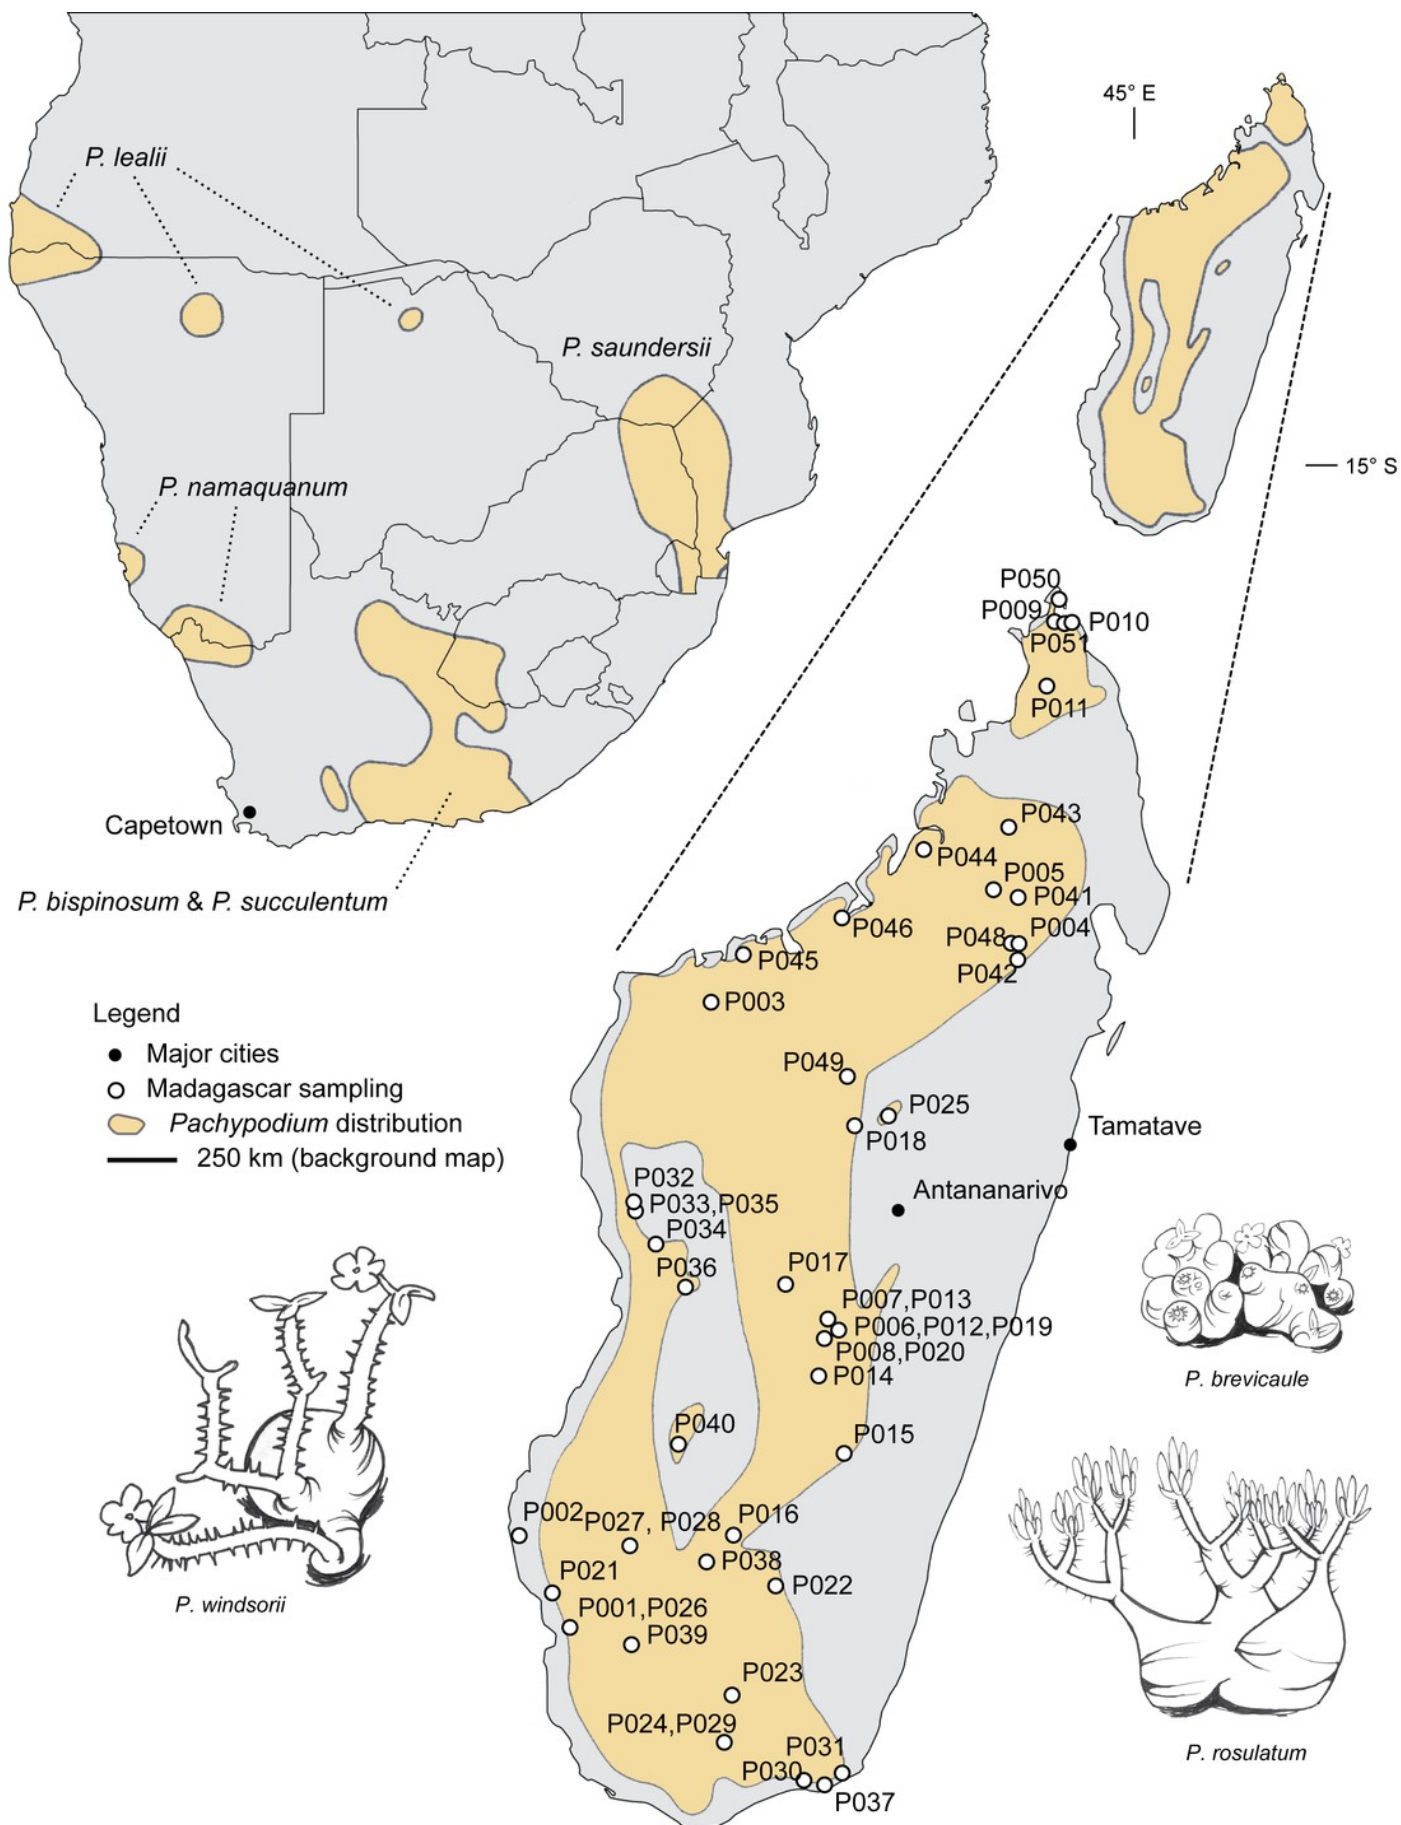 45° E
P. lealii
P. saundersii
15° S
P. namaquanum
P050
P009
P010
P051
P011
Capetown
P043
P044
P005
P041
P. bispinosum & P. succulentum
P046
P048
P004
P045
P042
P003
Legend
Major cities
Madagascar sampling
Pachypodium distribution
250 km (background map)
P049
P025
P018
Tamatave
Antananarivo
P032
P033,P035
P034
P036
P017
P007,P013
P006,P012,P019
P008,P020
P014
P. brevicaule
P040
P015
P002
P027, P028
P016
P038
P021
P022
P. windsorii
P001,P026
P039
P023
P024,P029
P031
P030
P037
P. rosulatum